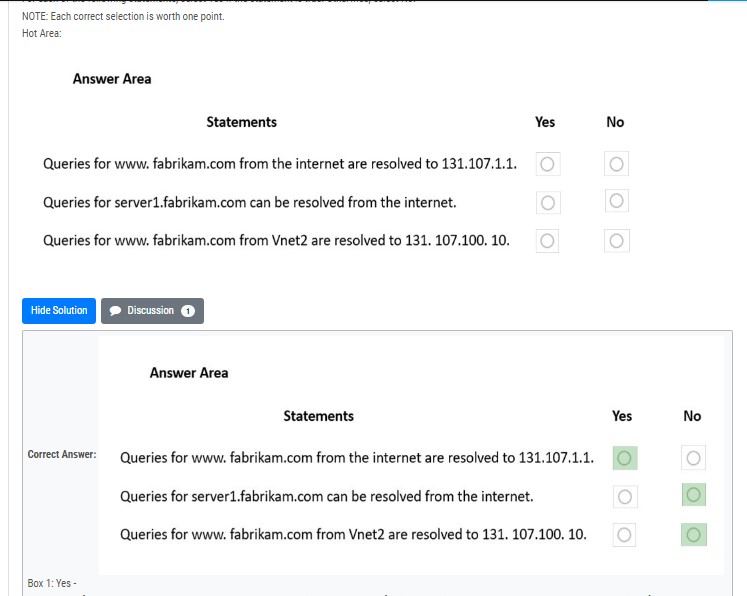 NOTE: Each correct selection is worth one point.
Hot Area:
Answer Area
Statements Yes No
Queries for www. fabrikam.com from the internet are resolved to 131.107.1.1.
Queries for server1.fabrikam.com can be resolved from the internet.
Queries for www. fabrikam.com from Vnet2 are resolved to 131. 107.100. 10.
Hide Solution Discussion 1
Answer Area
Statements Yes No
Correct Answer: Queries for www. fabrikam.com from the internet are resolved to 131.107.1.1.
Queries for server1.fabrikam.com can be resolved from the internet.
Queries for www. fabrikam.com from Vnet2 are resolved to 131. 107.100. 10.
Box 1: Yes -